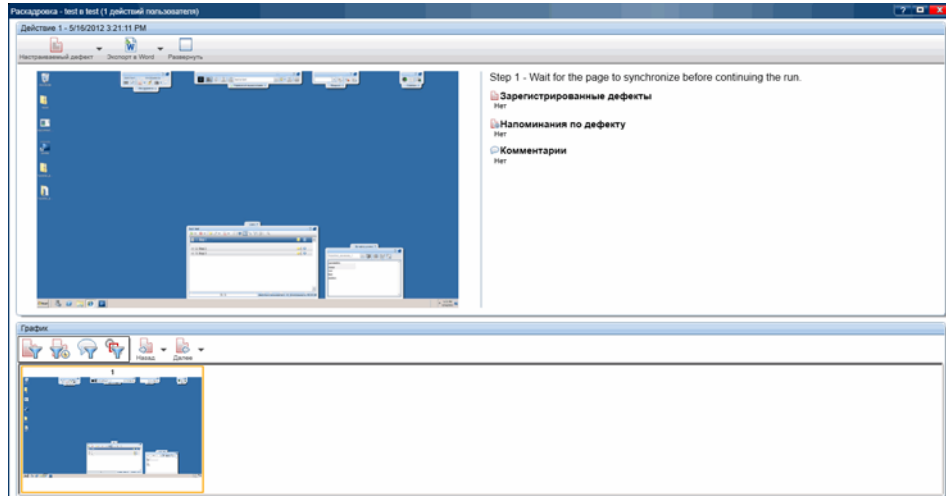 Раскадровка - test в test (1 действий пользователя)
Действие 1 - 5/16/2012 3:21:11 PM
Настраиваемый дефект
Экспорт в Word
Развернуть
Step 1 - Wait for the page to synchronize before continuing the run.
Зарегистрированные дефекты
Нет
Напоминания по дефекту
Нет
Комментарии
Нет
График
Назад
Далее
1